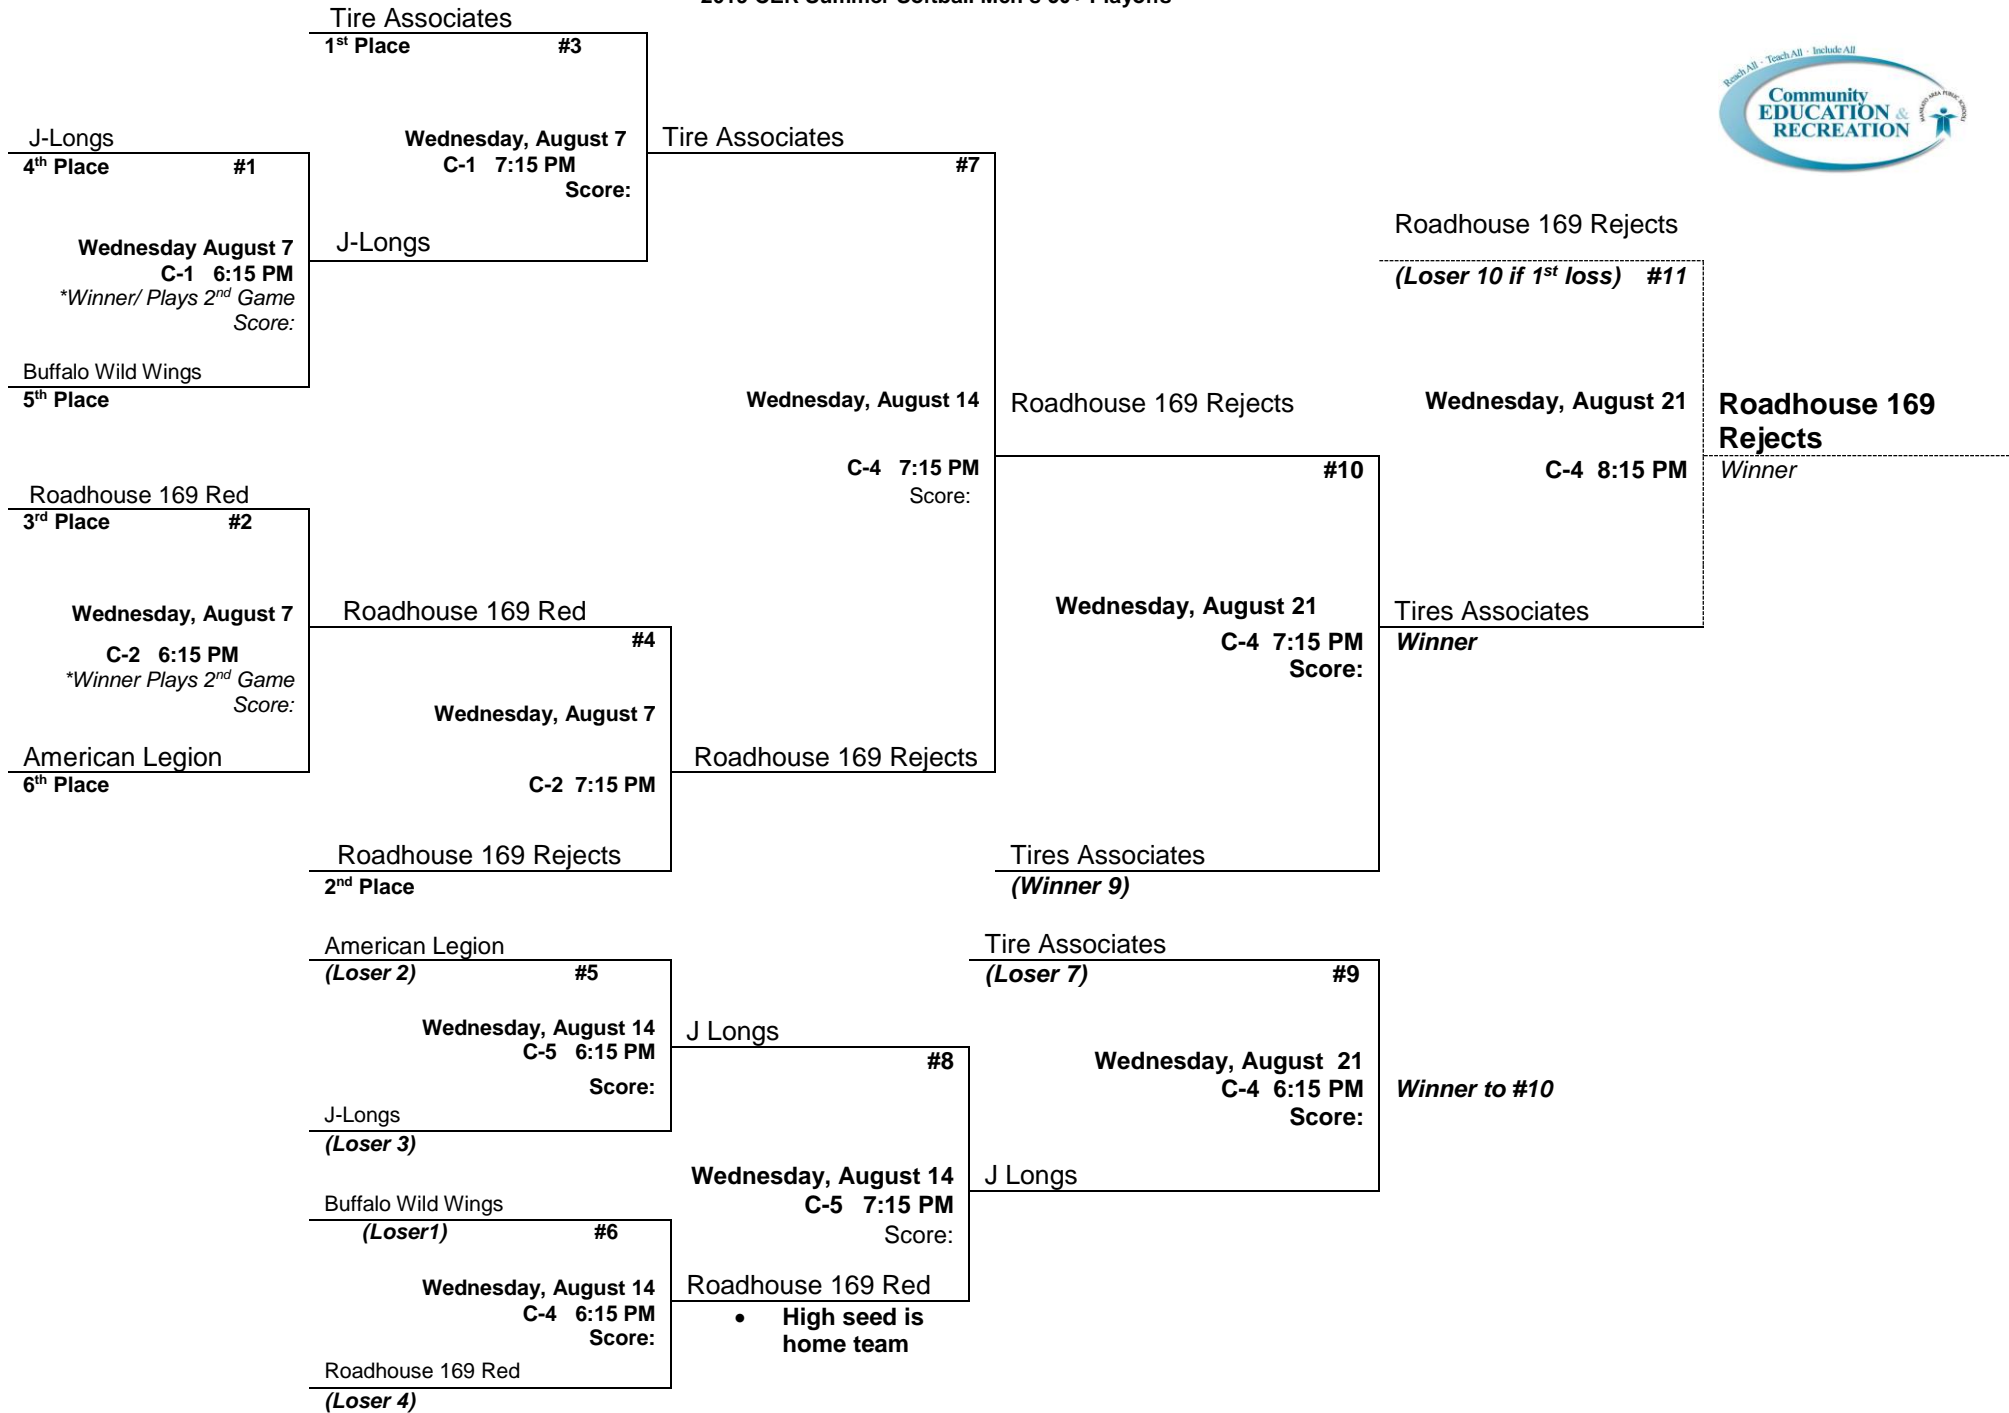 Tire Associates
1st Place #3
Wednesday, August 7
C-1 7:15 PM
Score:
J-Longs
J-Longs
4th Place #1
Wednesday August 7
C-1 6:15 PM
*Winner/ Plays 2nd Game
Score:
Buffalo Wild Wings
5th Place
Roadhouse 169 Red
3rd Place #2
Wednesday, August 7
C-2 6:15 PM
*Winner Plays 2nd Game
Score:
American Legion
6th Place
Roadhouse 169 Red
#4
Wednesday, August 7
C-2 7:15 PM
Roadhouse 169 Rejects
2nd Place
Tire Associates
#7
Wednesday, August 14
C-4 7:15 PM
Score:
Roadhouse 169 Rejects
Roadhouse 169 Rejects
#10
Wednesday, August 21
C-4 7:15 PM
Score:
Tires Associates
(Winner 9)
Reach All · Teach All · Include All
Community
EDUCATION &
RECREATION
Roadhouse 169 Rejects
(Loser 10 if 1st loss) #11
Wednesday, August 21
C-4 8:15 PM
Tires Associates
Winner
Roadhouse 169
Rejects
Winner
American Legion
(Loser 2) #5
Wednesday, August 14
C-5 6:15 PM
Score:
J-Longs
(Loser 3)
Buffalo Wild Wings
(Loser1) #6
Wednesday, August 14
C-4 6:15 PM
Score:
Roadhouse 169 Red
(Loser 4)
J Longs
#8
Wednesday, August 14
C-5 7:15 PM
Score:
Roadhouse 169 Red
• High seed is
home team
Tire Associates
(Loser 7) #9
Wednesday, August 21
C-4 6:15 PM
Score:
J Longs
Winner to #10